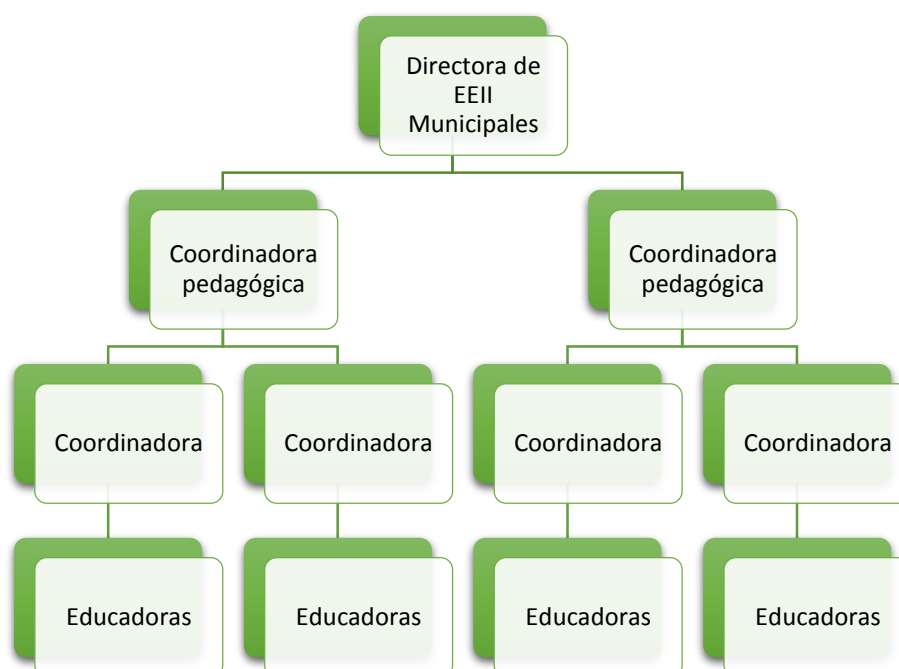 Directora de
EEII
Municipales
Coordinadora
pedagógica
Coordinadora
pedagógica
Coordinadora
Coordinadora
Coordinadora
Coordinadora
Educadoras
Educadoras
Educadoras
Educadoras